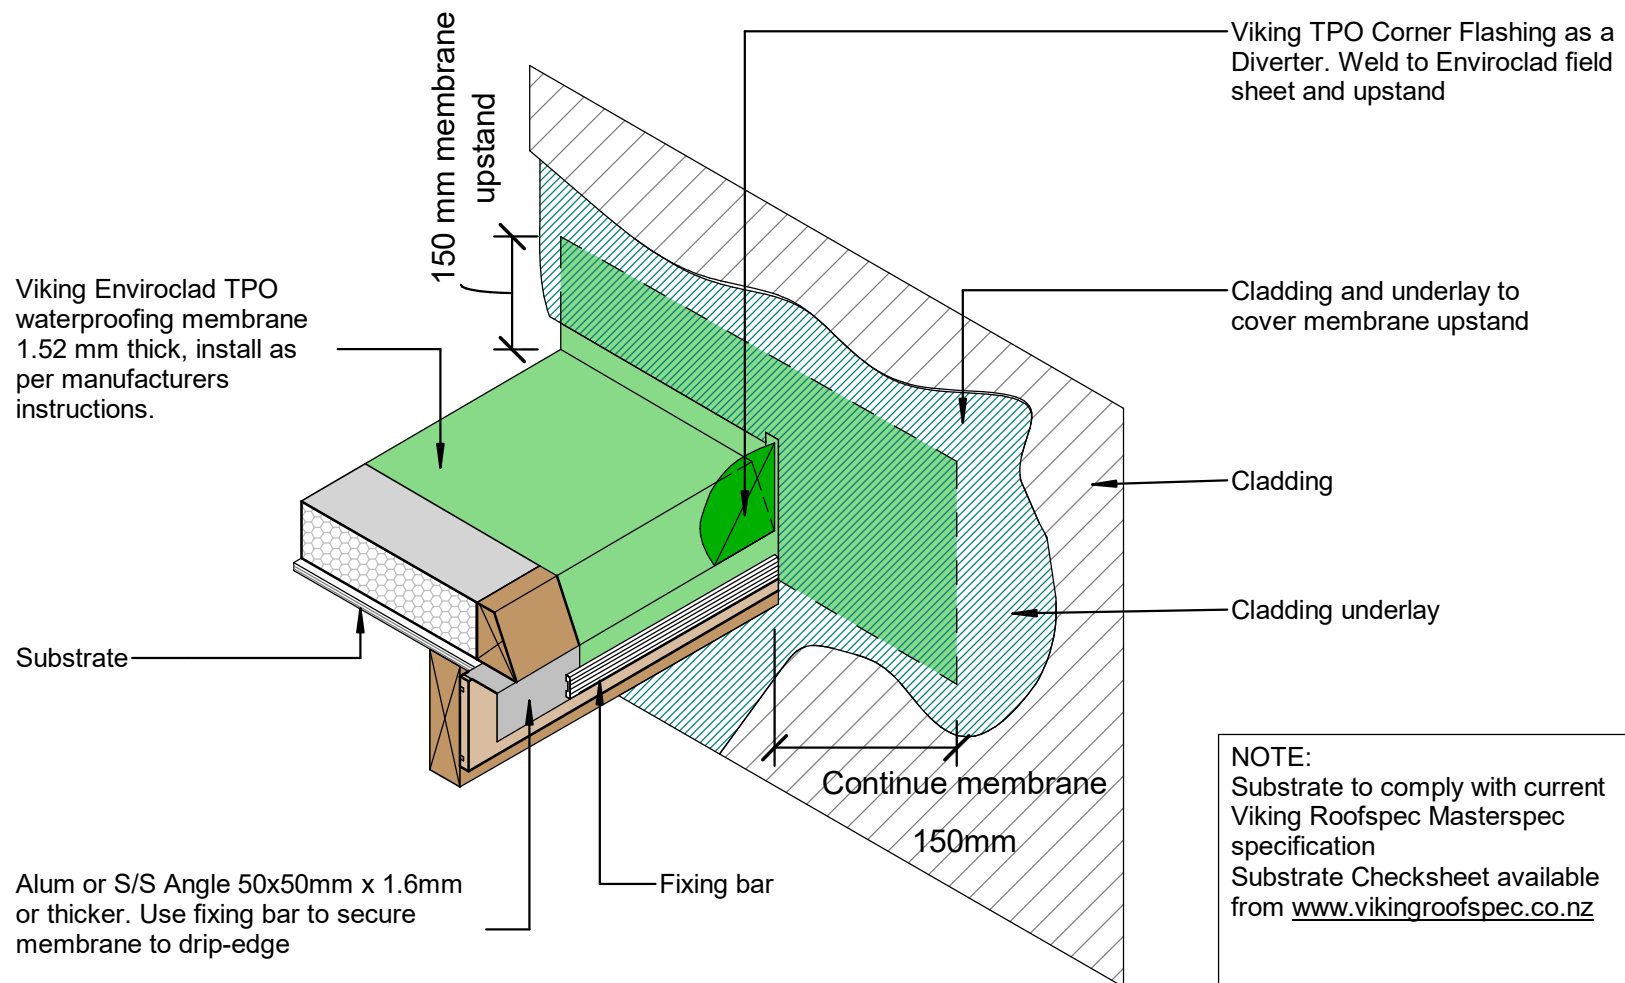 150 mm membrane
upstand
Viking TPO Corner Flashing as a
Diverter. Weld to Enviroclad field
sheet and upstand
Viking Enviroclad TPO
waterproofing membrane
1.52 mm thick, install as
per manufacturers
instructions.
Cladding and underlay to
cover membrane upstand
Cladding
Cladding underlay
Substrate
Continue membrane
150mm
Alum or S/S Angle 50x50mm x 1.6mm
or thicker. Use fixing bar to secure
membrane to drip-edge
Fixing bar
NOTE:
Substrate to comply with current
Viking Roofspec Masterspec
specification
Substrate Checksheet available
from www.vikingroofspec.co.nz